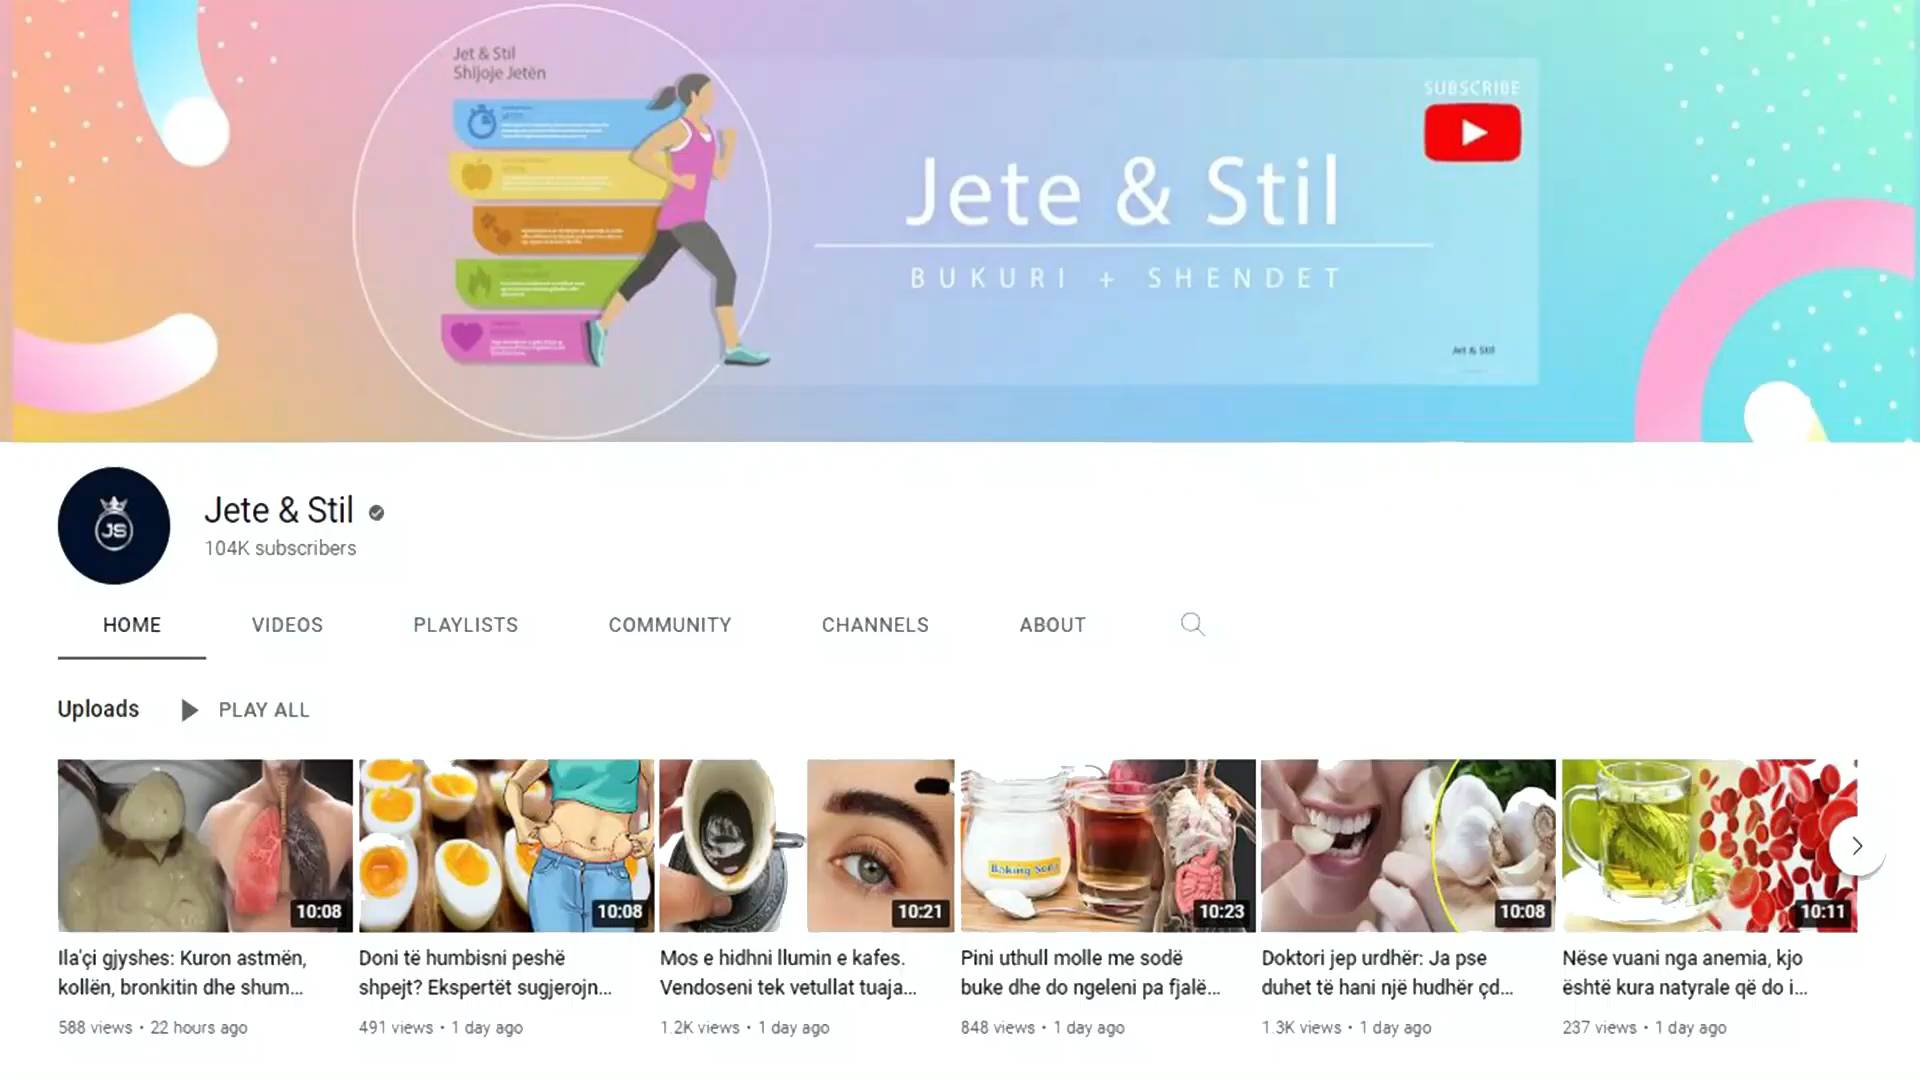 Jet & Stil
Shijoje Jetën
SUBSCRIBE
Jete & Stil
BUKURI + SHENDET
Jet & Stil
JS
Jete & Stil
104K subscribers
HOME VIDEOS PLAYLISTS COMMUNITY CHANNELS ABOUT
Uploads PLAY ALL
Baking Soda
10:08 10:08 10:21 10:23 10:08 10:11
Ila'çi gjyshes: Kuron astmën,
kollën, bronkitin dhe shum...
588 views • 22 hours ago
Doni të humbisni peshë
shpejt? Ekspertët sugjerojn...
491 views • 1 day ago
Mos e hidhni llumin e kafes.
Vendoseni tek vetullat tuaja...
1.2K views • 1 day ago
Pini uthull molle me sodë
buke dhe do ngeleni pa fjalë...
848 views • 1 day ago
Doktori jep urdhër: Ja pse
duhet të hani një hudhër çd...
1.3K views • 1 day ago
Nëse vuani nga anemia, kjo
është kura natyrale që do i...
237 views • 1 day ago